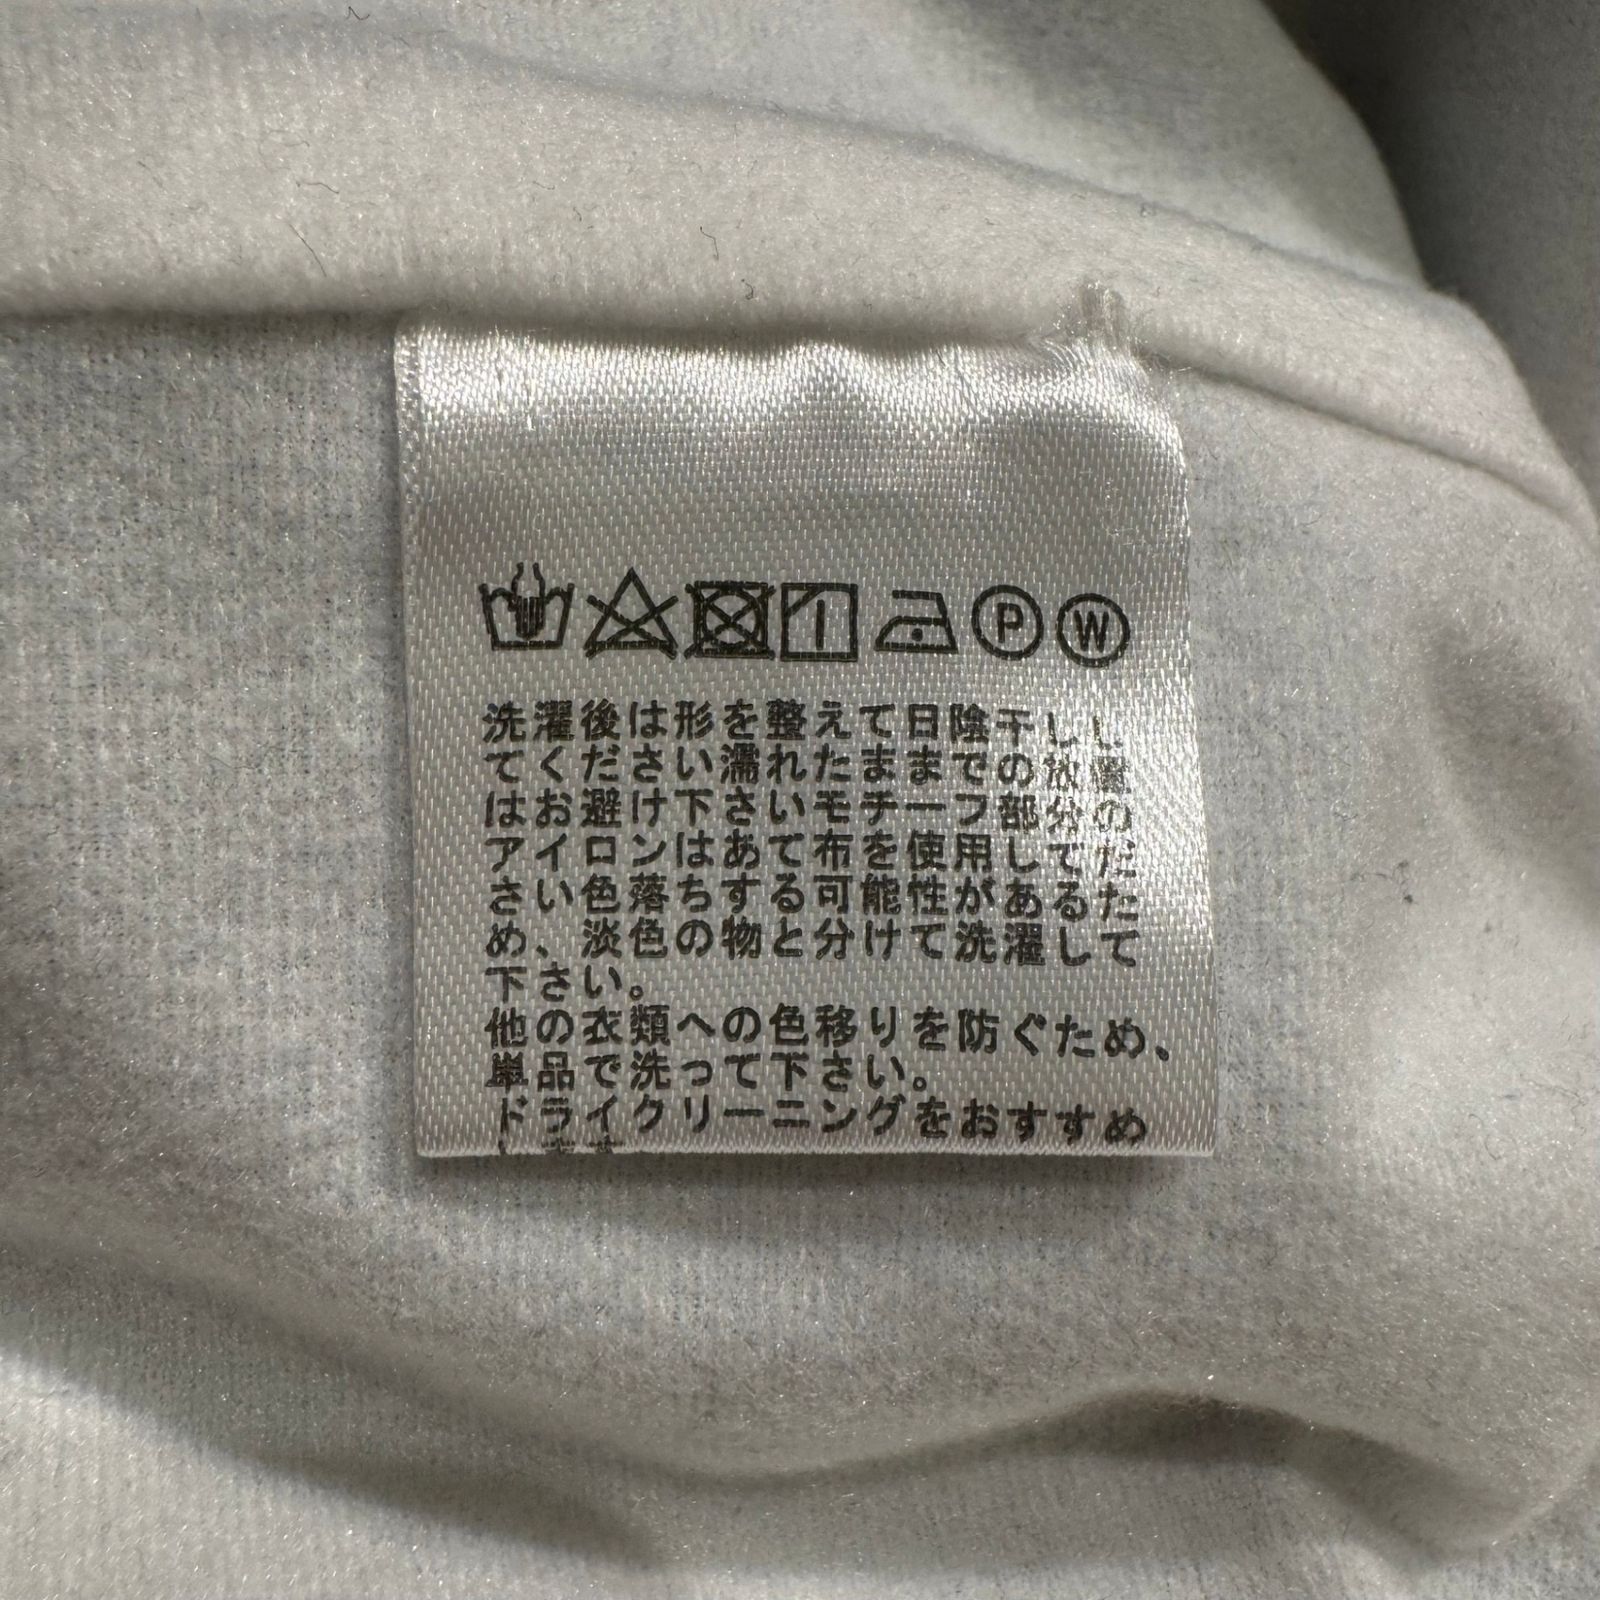 P W
洗濯後は形を整えて日陰干しし
てくださ い濡れたままでの放置
はお避け下さいモチーフ部分の
アイロンはあて布を使用してだ
さい色落ちする可能性があるた
め、淡色の物と分けて洗濯して
下さい。
他の衣類への色移りを防ぐため、
単品で洗って下さい。
ドライクリーニングをおすすめ
します